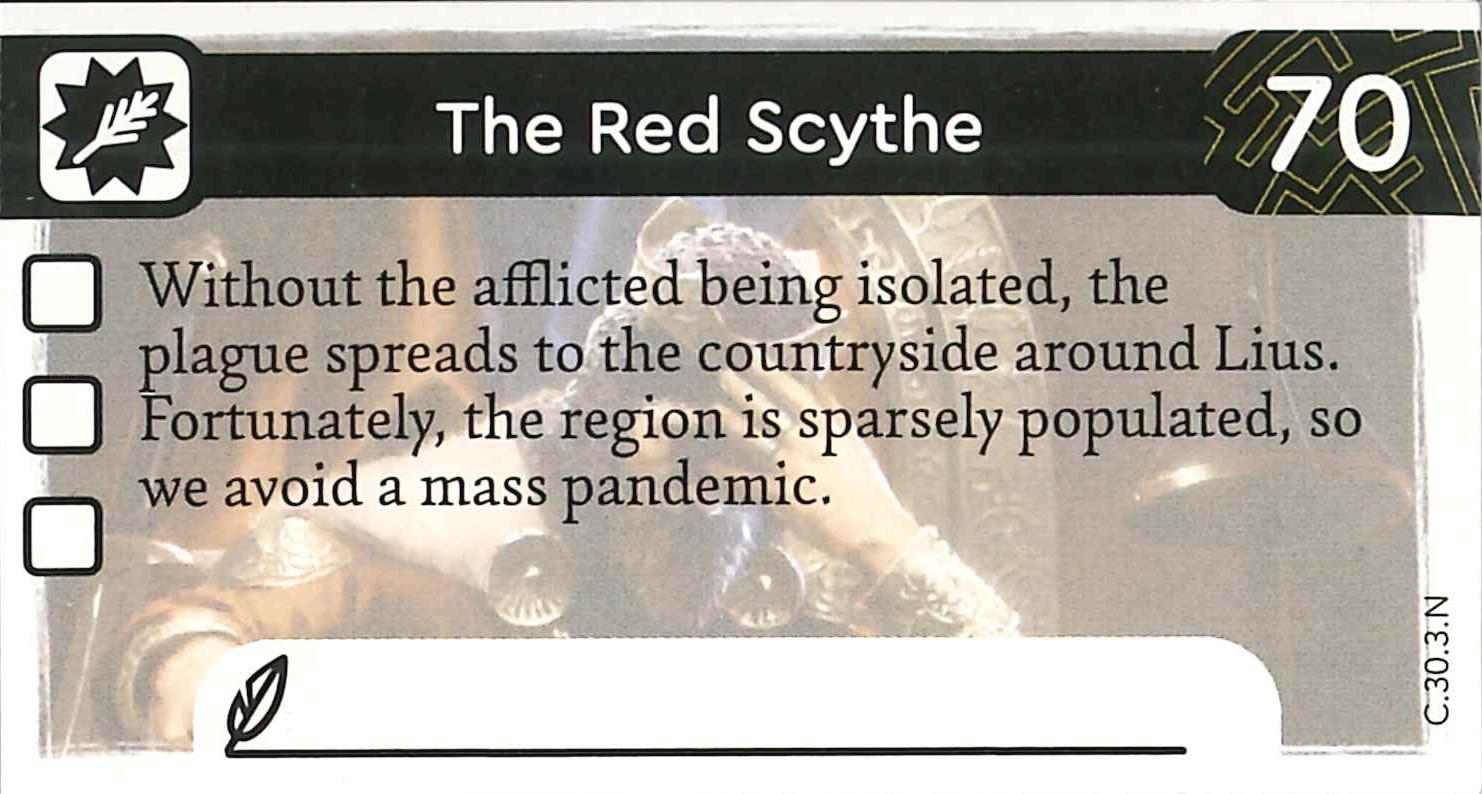 The Red Scythe
70
Without the afflicted being isolated, the
plague spreads to the countryside around Lius.
Fortunately, the region is sparsely populated, so
we avoid a mass pandemic.
C.30.3.N